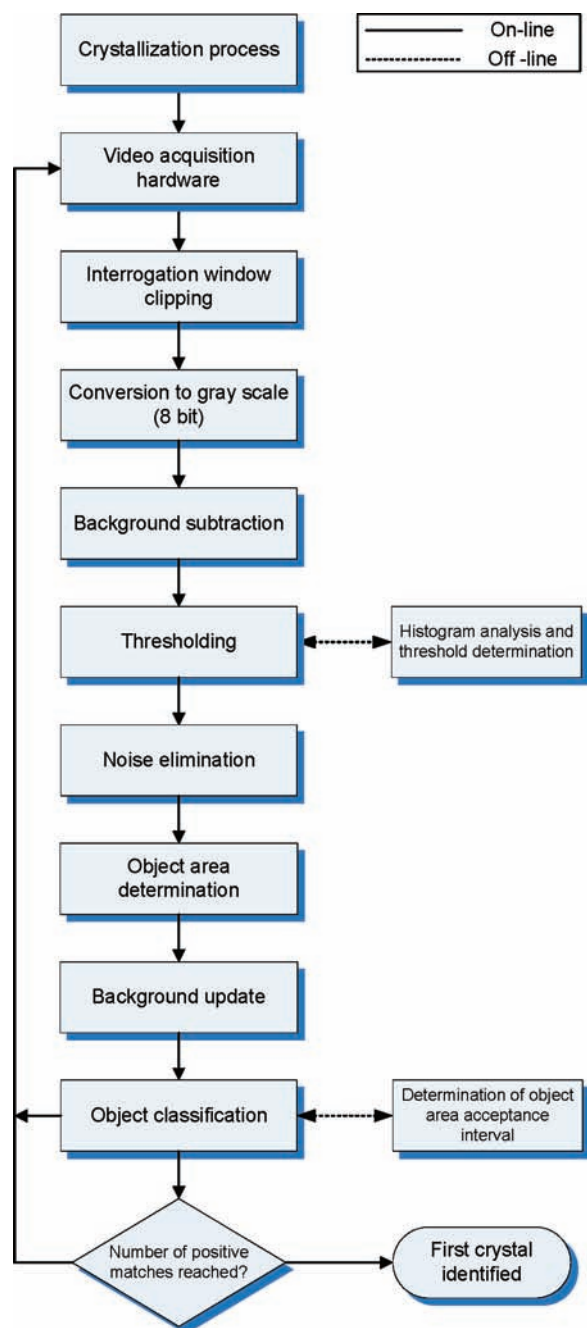 Crystallization process
On-line
Off -line
Video acquisition
hardware
Interrogation window
clipping
Conversion to gray scale
(8 bit)
Background subtraction
Thresholding
Histogram analysis and
threshold determination
Noise elimination
Object area
determination
Background update
Object classification
Determination of object
area acceptance
interval
Number of positive
matches reached?
First crystal
identified